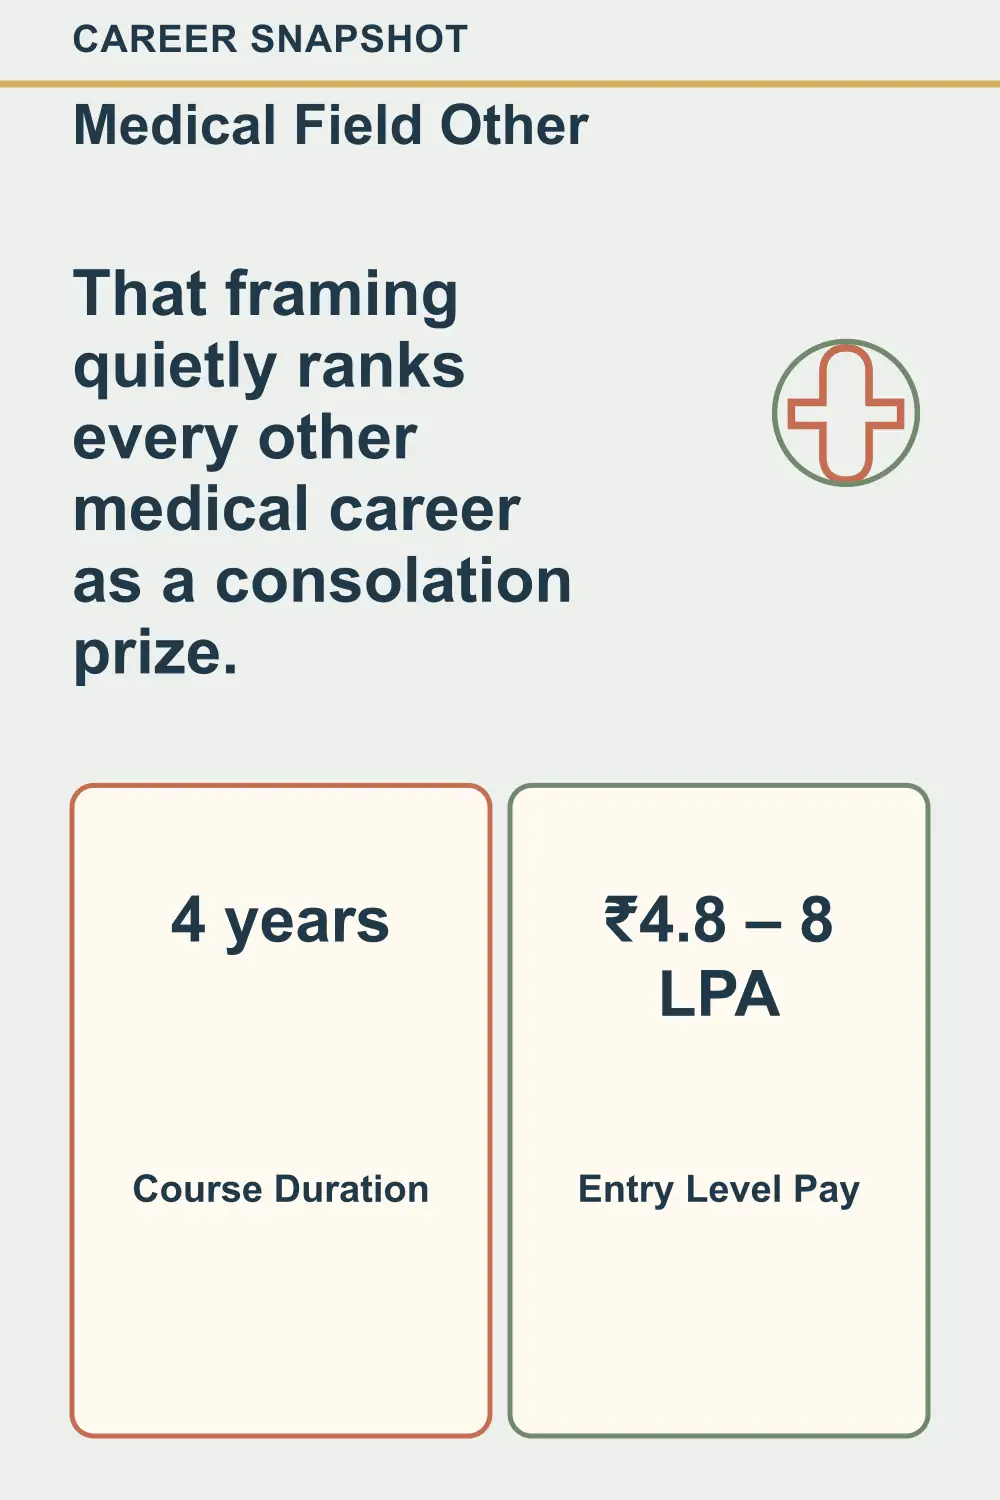 CAREER SNAPSHOT
Medical Field Other
That framing
quietly ranks
every other
medical career
as a consolation
prize.
4 years
Course Duration
₹4.8 – 8
LPA
Entry Level Pay